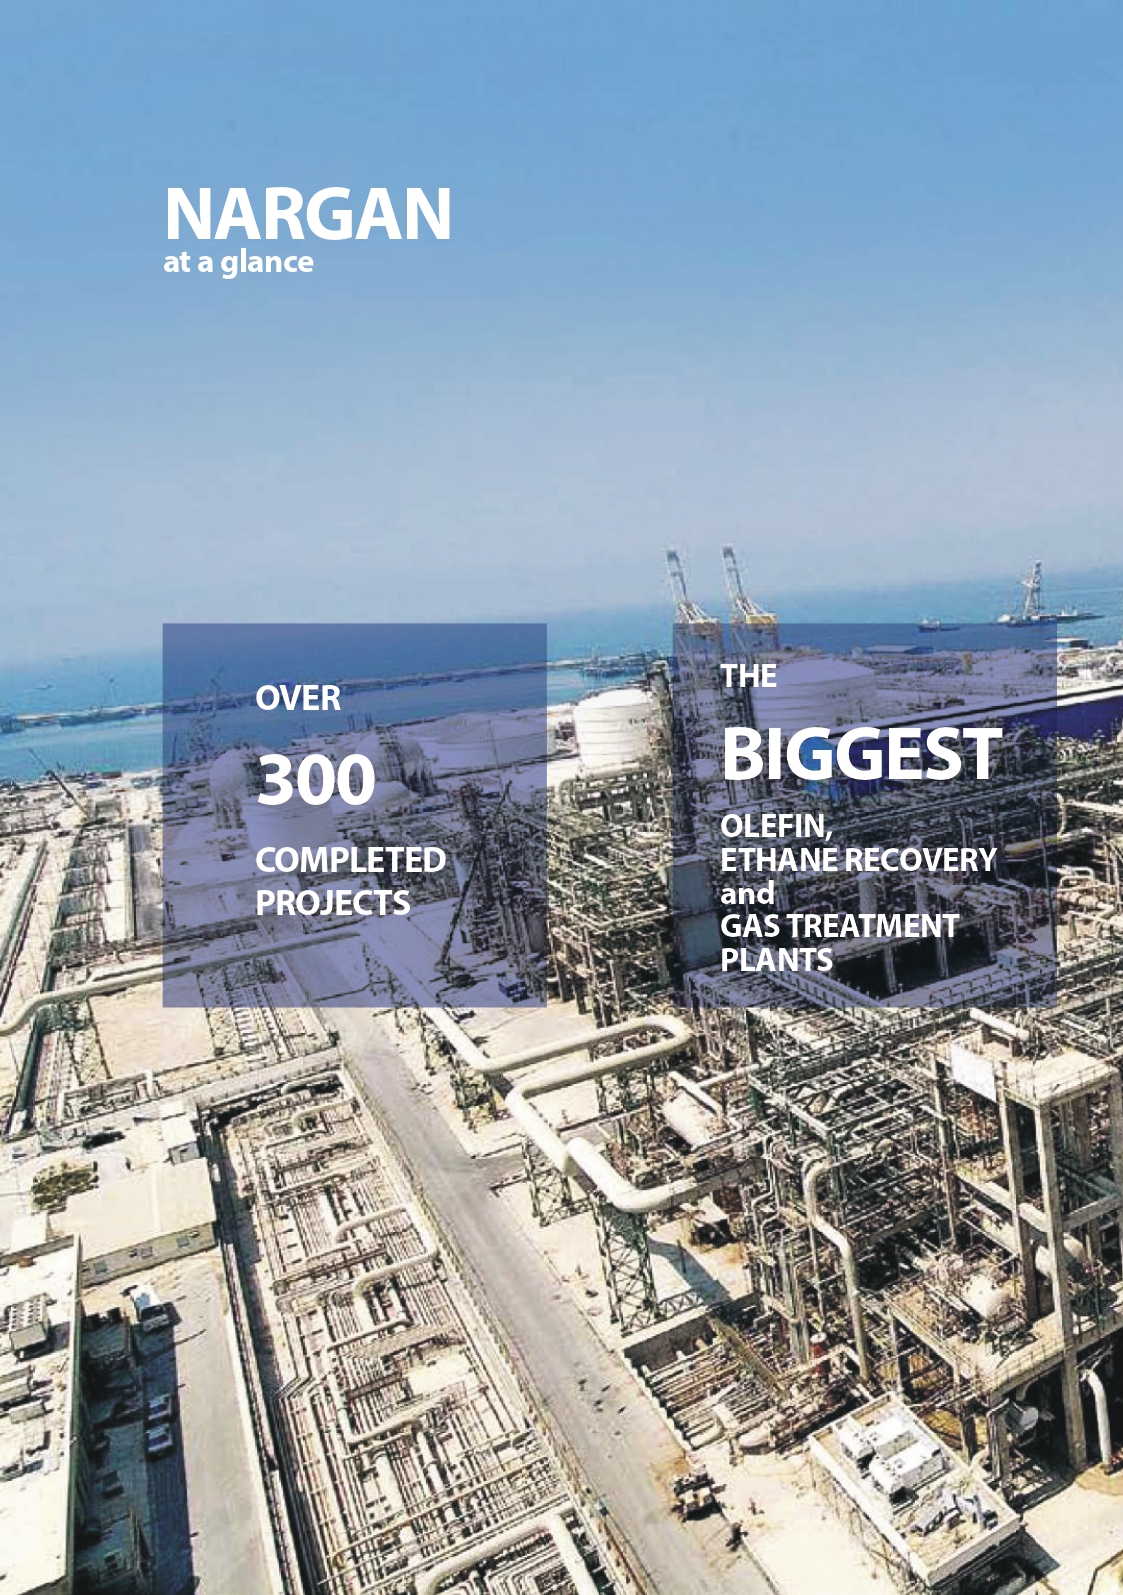 NARGAN
at a glance
OVER
300
COMPLETED
PROJECTS
THE
BIGGEST
OLEFIN,
ETHANE RECOVERY
and
GAS TREATMENT
PLANTS